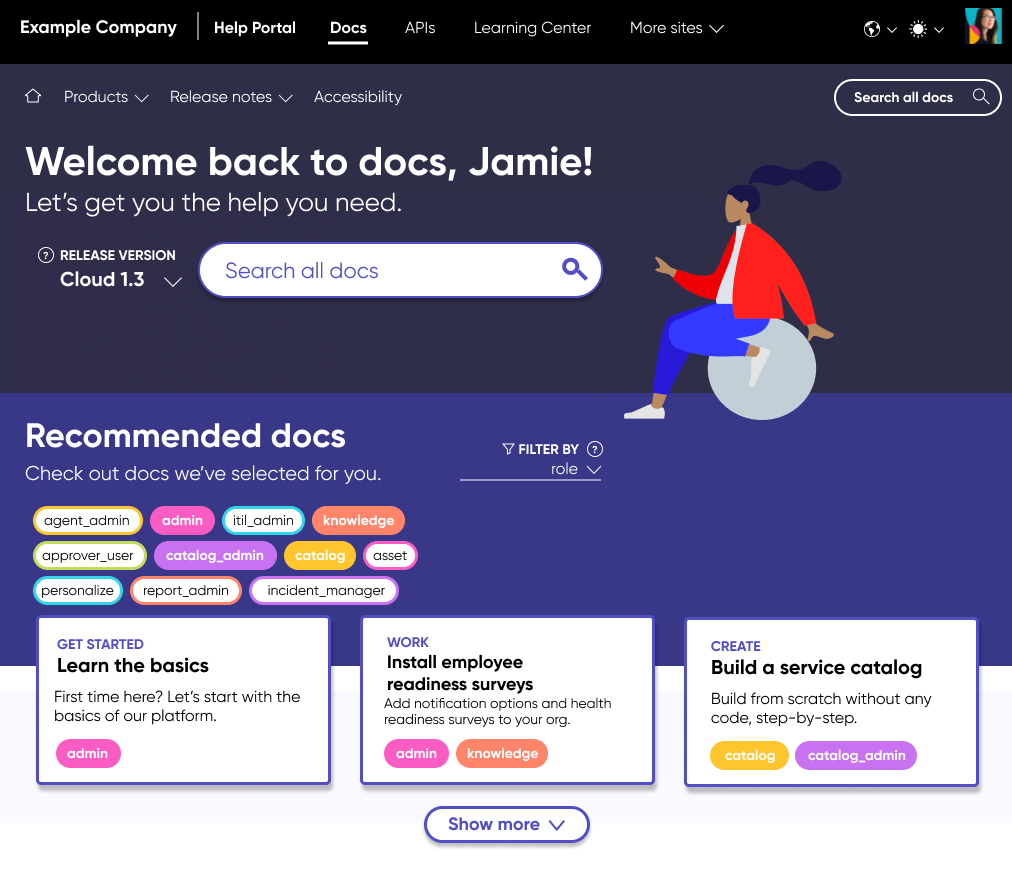 Example Company
Help Portal
Docs
APIs
Learning Center
More sites
Products
Release notes
Accessibility
Search all docs
Welcome back to docs, Jamie!
Let’s get you the help you need.
? RELEASE VERSION
Cloud 1.3
Search all docs
Recommended docs
Check out docs we’ve selected for you.
FILTER BY ?
role
agent_admin
admin
itil_admin
knowledge
approver_user
catalog_admin
catalog
asset
personalize
report_admin
incident_manager
GET STARTED
Learn the basics
First time here? Let’s start with the
basics of our platform.
admin
WORK
Install employee
readiness surveys
Add notification options and health
readiness surveys to your org.
admin
knowledge
CREATE
Build a service catalog
Build from scratch without any
code, step-by-step.
catalog
catalog_admin
Show more